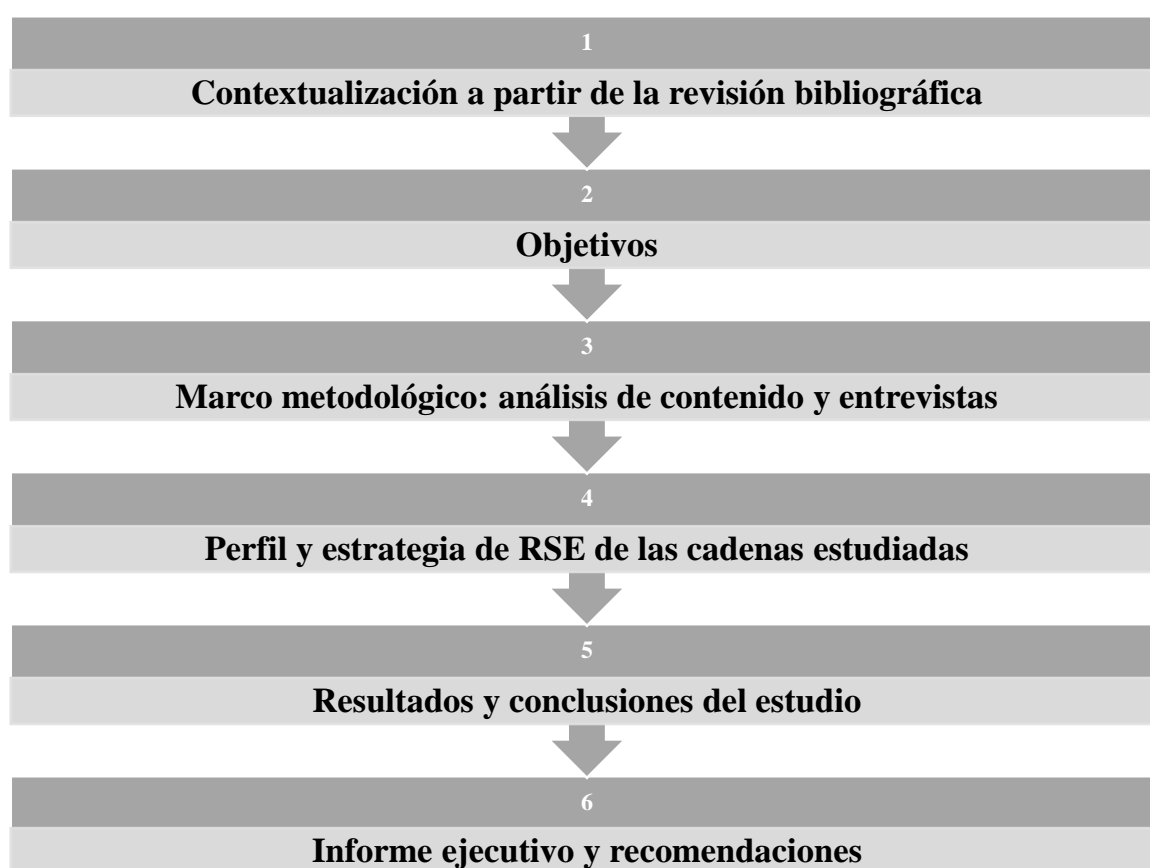 1
Contextualización a partir de la revisión bibliográfica
2
Objetivos
3
Marco metodológico: análisis de contenido y entrevistas
4
Perfil y estrategia de RSE de las cadenas estudiadas
5
Resultados y conclusiones del estudio
6
Informe ejecutivo y recomendaciones